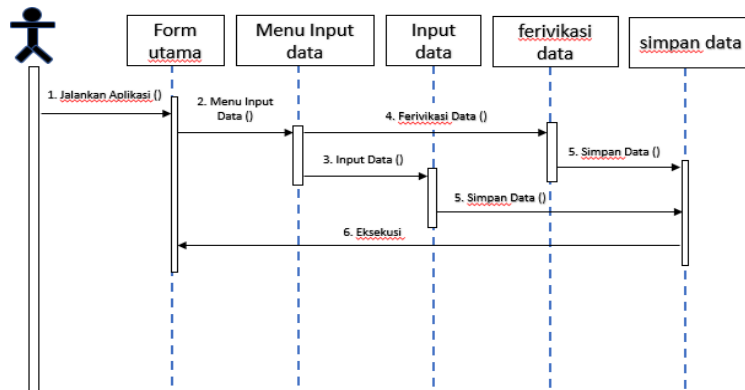 Form
utama
Menu Input
data
Input
data
ferivikasi
data
simpan data
1. Jalankan Aplikasi ()
2. Menu Input
Data ()
4. Ferivikasi Data ()
3. Input Data ()
5. Simpan Data ()
5. Simpan Data ()
6. Eksekusi